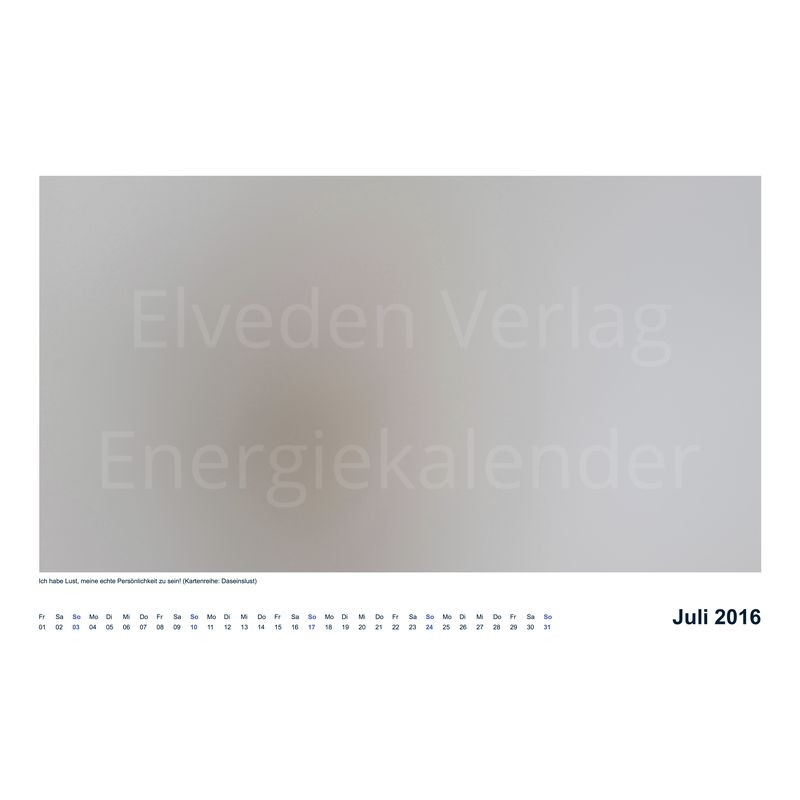 Elveden Verlag
Energiekalender
Ich habe Lust, meine echte Persönlichkeit zu sein! (Kartenreihe: Daseinslust)
Fr Sa So Mo Di Mi Do Fr Sa So Mo Di Mi Do Fr Sa So Mo Di Mi Do Fr Sa So Mo Di Mi Do Fr Sa So
01 02 03 04 05 06 07 08 09 10 11 12 13 14 15 16 17 18 19 20 21 22 23 24 25 26 27 28 29 30 31
Juli 2016